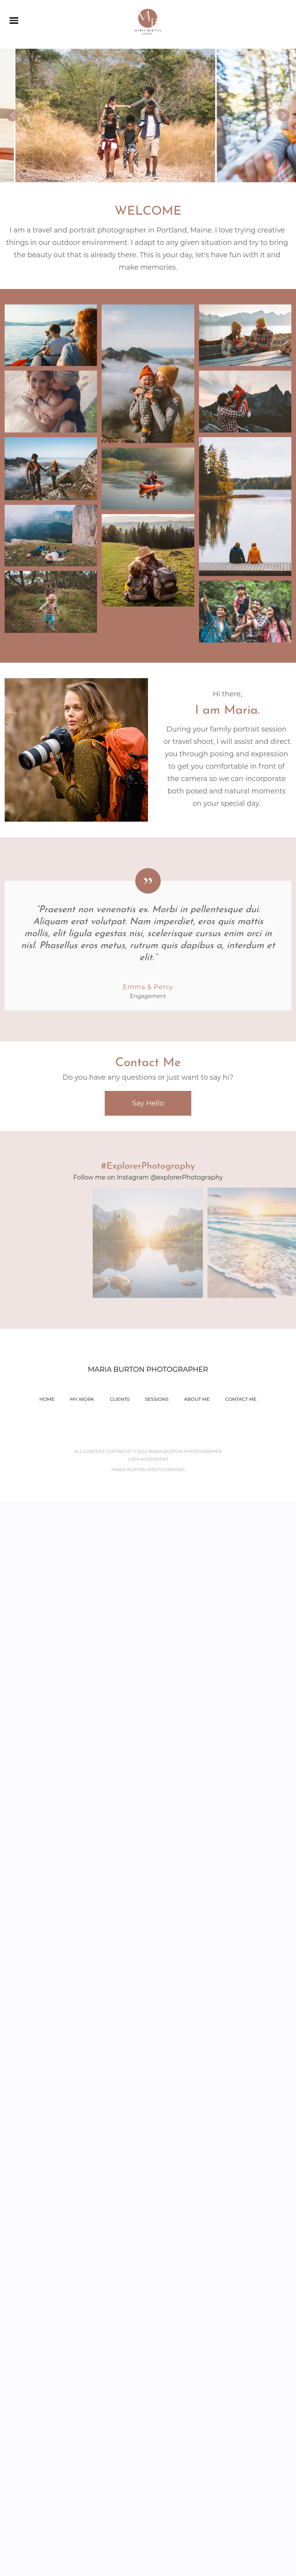 MARIA BURTON
WELCOME
I am a travel and portrait photographer in Portland, Maine. I love trying creative
things in our outdoor environment. I adapt to any given situation and try to bring
the beauty out that is already there. This is your day, let's have fun with it and
make memories.
Hi there,
I am Maria.
During your family portrait session
or travel shoot, I will assist and direct
you through posing and expression
to get you comfortable in front of
the camera so we can incorporate
both posed and natural moments
on your special day.
"Praesent non venenatis ex. Morbi in pellentesque dui.
Aliquam erat volutpat. Nam imperdiet, eros quis mattis
mollis, elit ligula egestas nisi, scelerisque cursus enim orci in
nisl. Phasellus eros metus, rutrum quis dapibus a, interdum et
elit."
Emma & Percy
Engagement
Contact Me
Do you have any questions or just want to say hi?
Say Hello
#ExplorerPhotography
Follow me on Instagram @explorerPhotography
MARIA BURTON PHOTOGRAPHER
HOME MY WORK CLIENTS SESSIONS ABOUT ME CONTACT ME
ALL CONTENT COPYRIGHT © 2022 MARIA BURTON PHOTOGRAPHER
USER AGREEMENT
MARIA BURTON PHOTOGRAPHER